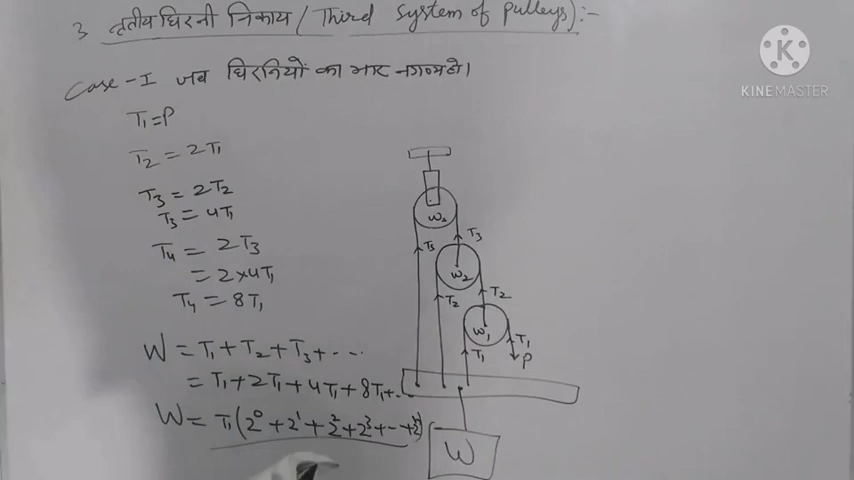 3 तृतीय घिरनी निकाय / (Third System of pulleys) :-
Case - I जब घिरनियों का भार नगण्य हो।
T₁=P
T₂ = 2T₁
T₃ = 2T₂
T₃ = 4T₁
T₄ = 2T₃
= 2×4T₁
T₄ = 8T₁
W = T₁ + T₂ + T₃ + ---
= T₁ + 2T₁ + 4T₁ + 8T₁ + ...
W = T₁(2⁰ + 2¹ + 2² + 2³ + -- +
T₃
T₃
W₂
T₂
T₂
W₁
T₁
T₁
P
W
KINEMASTER